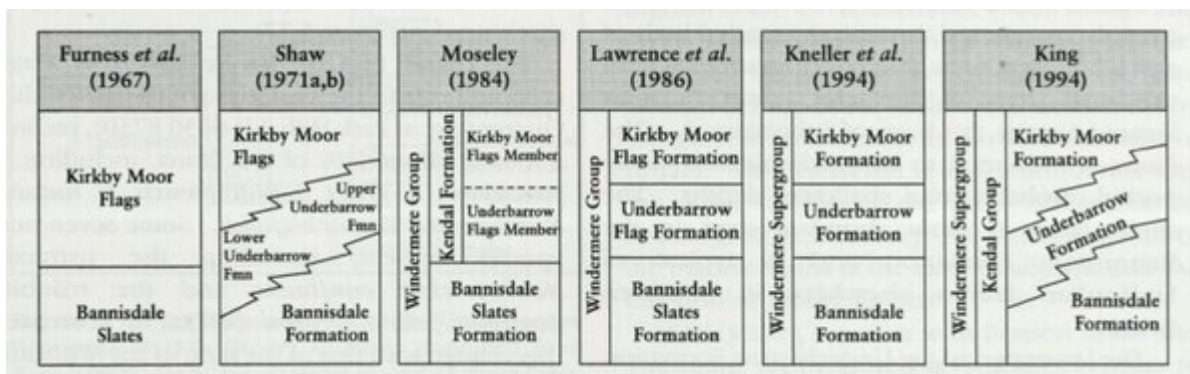 Furness et al.
(1967)
Kirkby Moor
Flags
Bannisdale
Slates
Shaw
(1971a,b)
Kirkby Moor
Flags
Upper
Underbarrow
Fmn
Lower
Underbarrow
Fmn
Bannisdale
Formation
Moseley
(1984)
Windermere Group
Kendal Formation
Kirkby Moor
Flags Member
Underbarrow
Flags Member
Bannisdale
Slates
Formation
Lawrence et al.
(1986)
Windermere Group
Kirkby Moor
Flag Formation
Underbarrow
Flag Formation
Bannisdale
Slates
Formation
Kneller et al.
(1994)
Windermere Supergroup
Kirkby Moor
Formation
Underbarrow
Formation
Bannisdale
Formation
King
(1994)
Windermere Supergroup
Kendal Group
Kirkby Moor
Formation
Underbarrow
Formation
Bannisdale
Formation